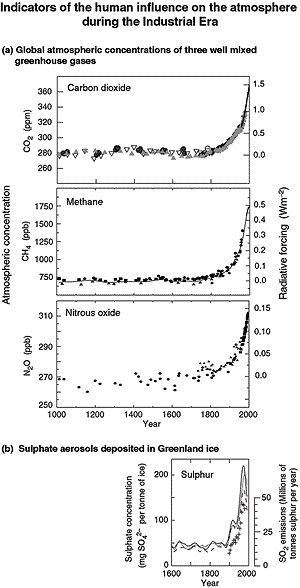 Indicators of the human influence on the atmosphere
during the Industrial Era
(a) Global atmospheric concentrations of three well mixed
greenhouse gases
Carbon dioxide
360
340
320
300
280
260
CO2 (ppm)
1.5
1.0
0.5
0.0
Methane
1750
1500
1250
1000
750
CH4 (ppb)
0.5
0.4
0.3
0.2
0.1
0.0
Atmospheric concentration
Radiative forcing (Wm−2)
Nitrous oxide
310
290
270
250
N2O (ppb)
0.15
0.10
0.05
0.0
1000 1200 1400 1600 1800 2000
Year
(b) Sulphate aerosols deposited in Greenland ice
Sulphur
200
100
0
Sulphate concentration
(mg SO4 2– per tonne of ice)
50
25
0
SO2 emissions (Millions of
tonnes sulphur per year)
1600 1800 2000
Year